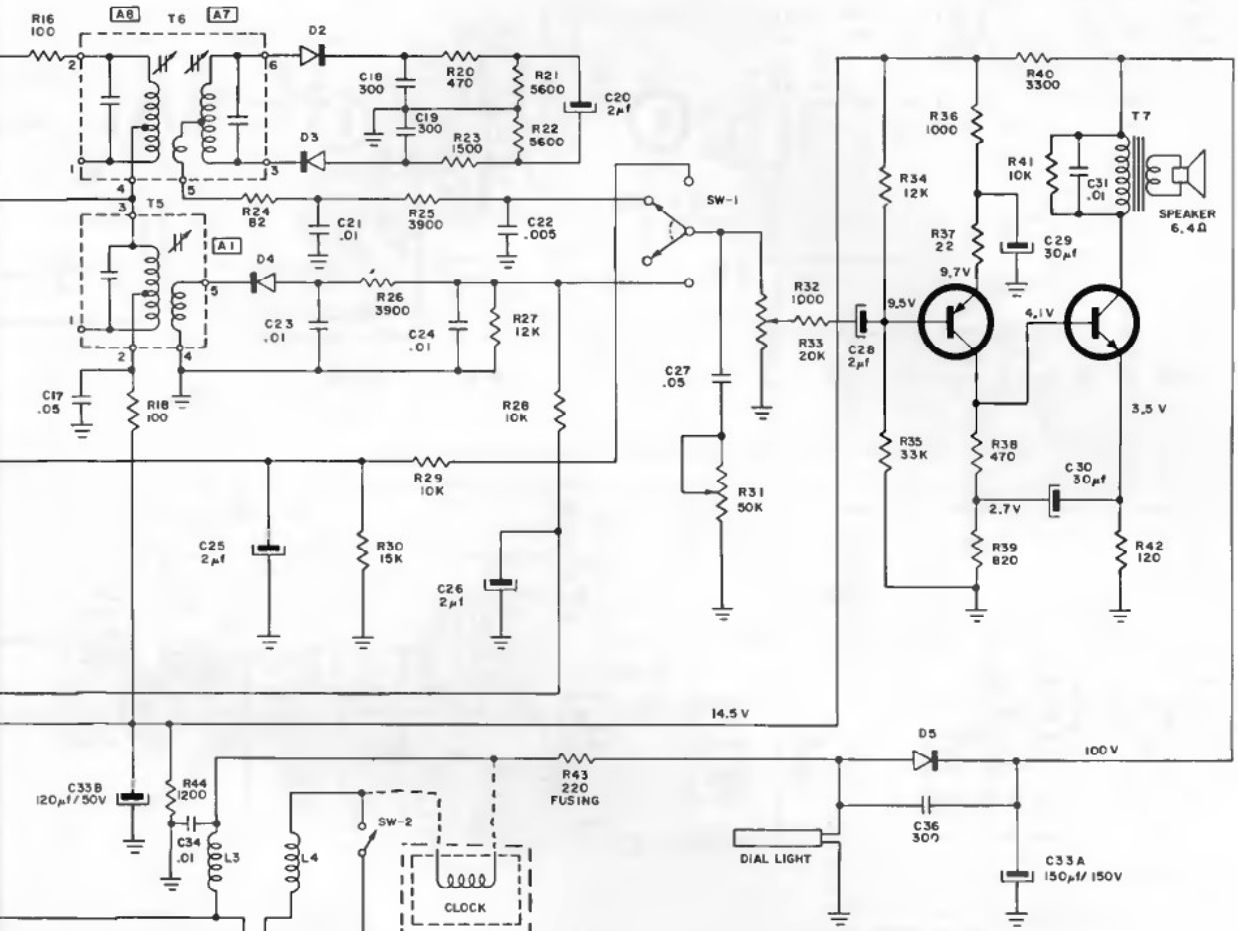 R16
100
A8
T6
A7
2
6
1
3
4
5
D2
D3
C18
300
C19
300
R20
470
R23
1500
R21
5600
R22
5600
C20
2µf
R24
82
C21
.01
R25
3900
C22
.005
SW-1
3
T5
A1
5
1
2
4
D4
R26
3900
C23
.01
C24
.01
R27
12K
C17
.05
R18
100
R28
10K
R29
10K
C25
2µf
R30
15K
C26
2µf
C27
.05
R31
50K
R32
1000
R33
20K
C28
2µf
R34
12K
R35
33K
R36
1000
R37
22
9.7V
9.5V
C29
30µf
4.1V
R38
470
2.7V
R39
820
C30
30µf
3.5V
R42
120
R40
3300
R41
10K
C31
.01
T7
SPEAKER
6.4Ω
14.5V
C33B
120µf/50V
R44
1200
C34
.01
L3
L4
SW-2
CLOCK
R43
220
FUSING
DIAL LIGHT
D5
C36
300
100V
C33A
150µf/150V